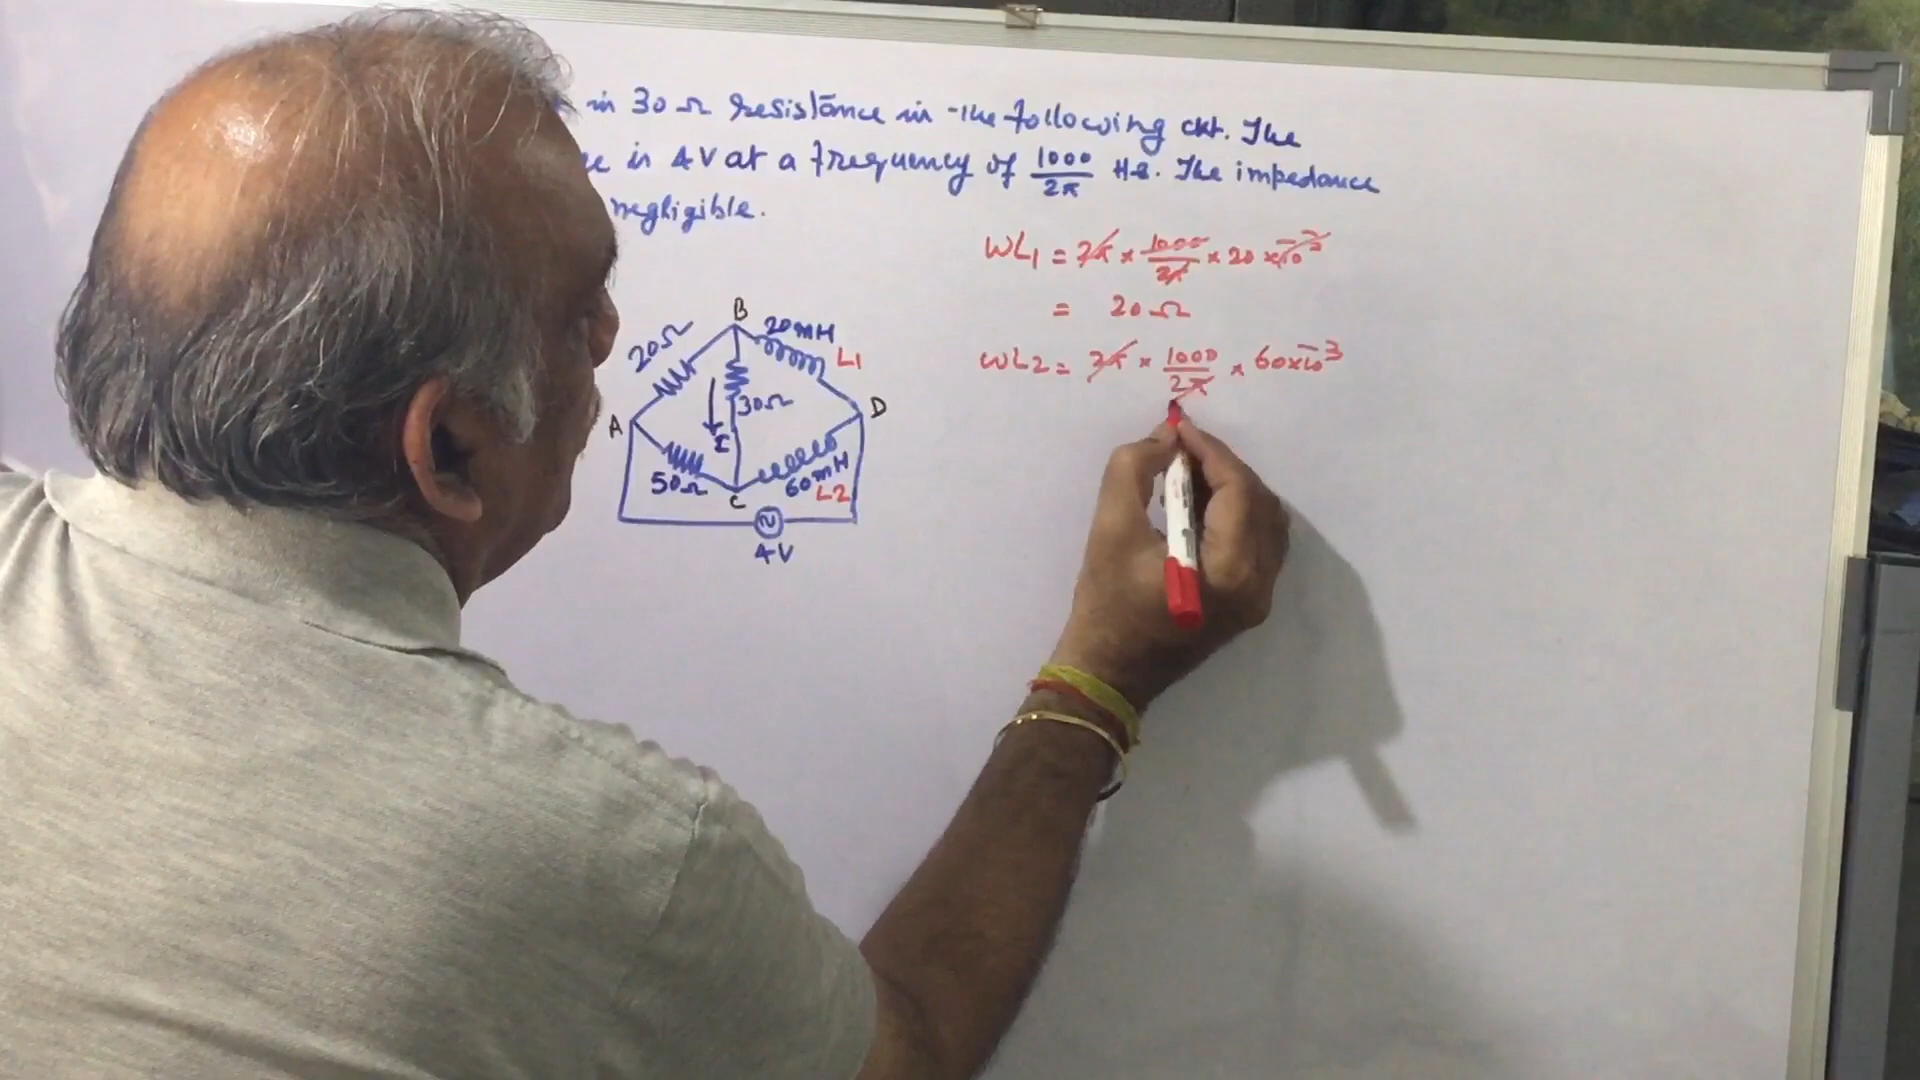 in 30 Ω resistance in the following ckt. The
is 4V at a frequency of 1000/2π Hz. The impedance
negligible.
ωL1 = 2π × 1000/2π × 20 × 10^-3
= 20 Ω
ωL2 = 2π × 1000/2π × 60 × 10^-3
B
20Ω
20mH
L1
30Ω
A
D
I
50Ω
C
60mH
L2
4V